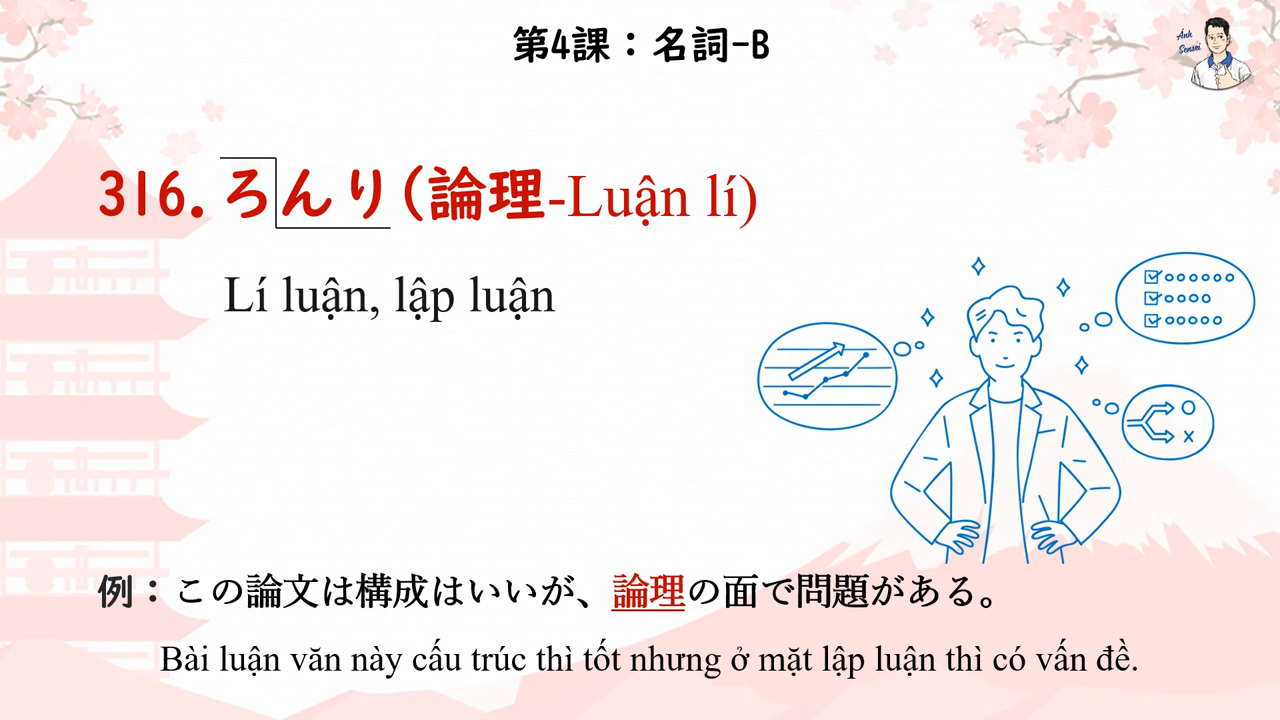 第4課：名詞-B
Anh
Sensei
316. ろんり(論理-Luận lí)
Lí luận, lập luận
例：この論文は構成はいいが、論理の面で問題がある。
Bài luận văn này cấu trúc thì tốt nhưng ở mặt lập luận thì có vấn đề.